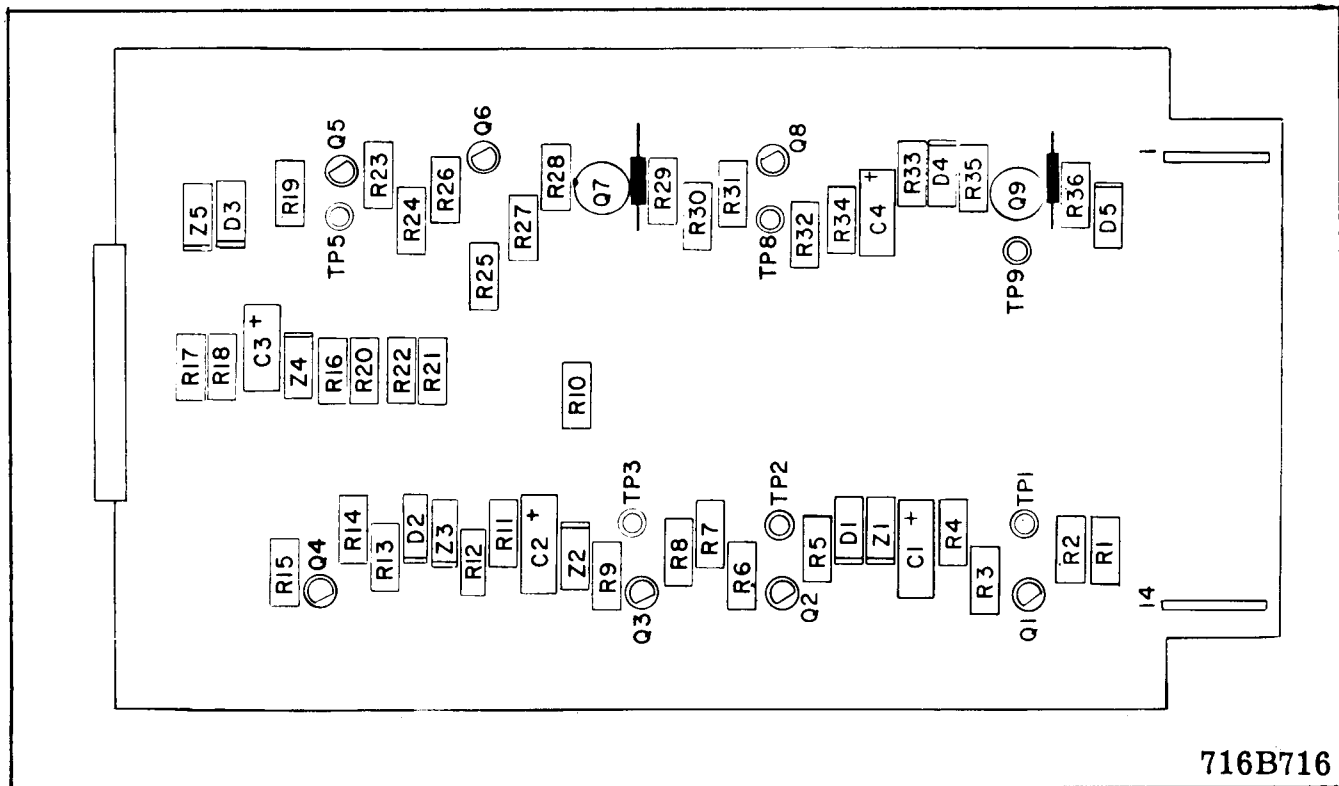 Z5
D3
R19
Q5
TP5
R23
R24
R26
Q6
R25
R27
R28
Q7
R29
R30
R31
Q8
TP8
R32
R34
C4 +
R33
D4
R35
Q9
TP9
R36
D5
1
R17
R18
C3 +
Z4
R16
R20
R22
R21
R10
R15
Q4
R14
R13
D2
Z3
R12
R11
C2 +
Z2
R9
TP3
Q3
R8
R7
R6
TP2
Q2
R5
D1
Z1
C1 +
R4
R3
TP1
Q1
R2
R1
14
716B716